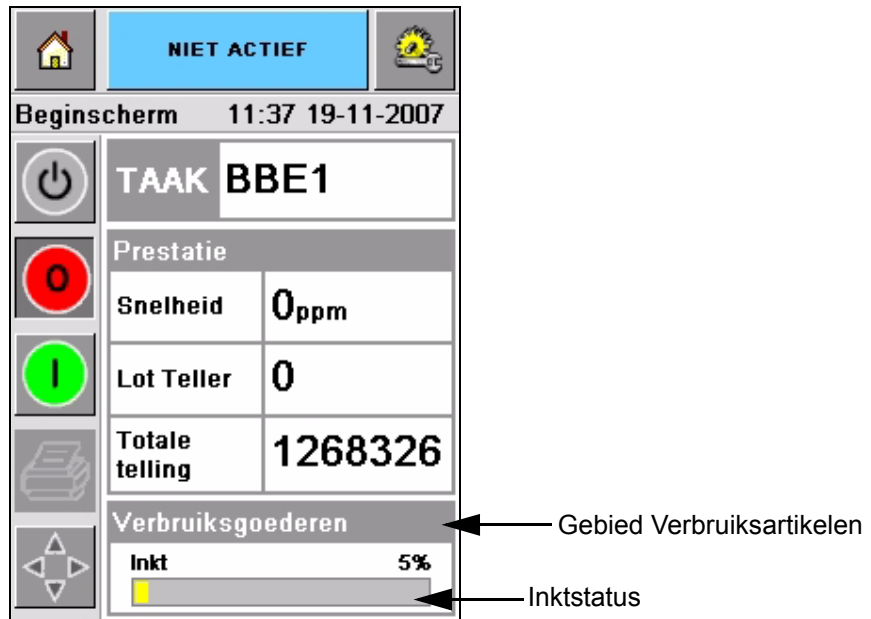 NIET ACTIEF
Beginscherm 11:37 19-11-2007
TAAK BBE1
Prestatie
Snelheid 0ppm
Lot Teller 0
Totale
telling 1268326
Verbruiksgoederen
Gebied Verbruiksartikelen
Inkt 5%
Inktstatus